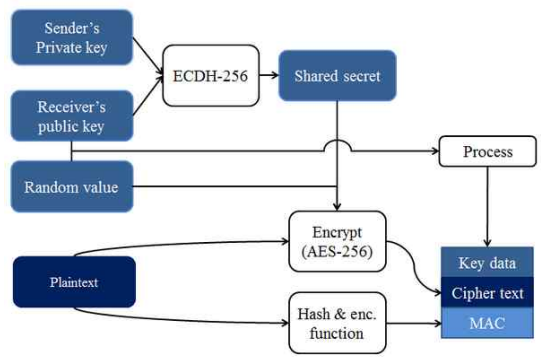 Sender's
Private key
ECDH-256
Shared secret
Receiver's
public key
Process
Random value
Encrypt
(AES-256)
Key data
Plaintext
Cipher text
Hash & enc.
function
MAC